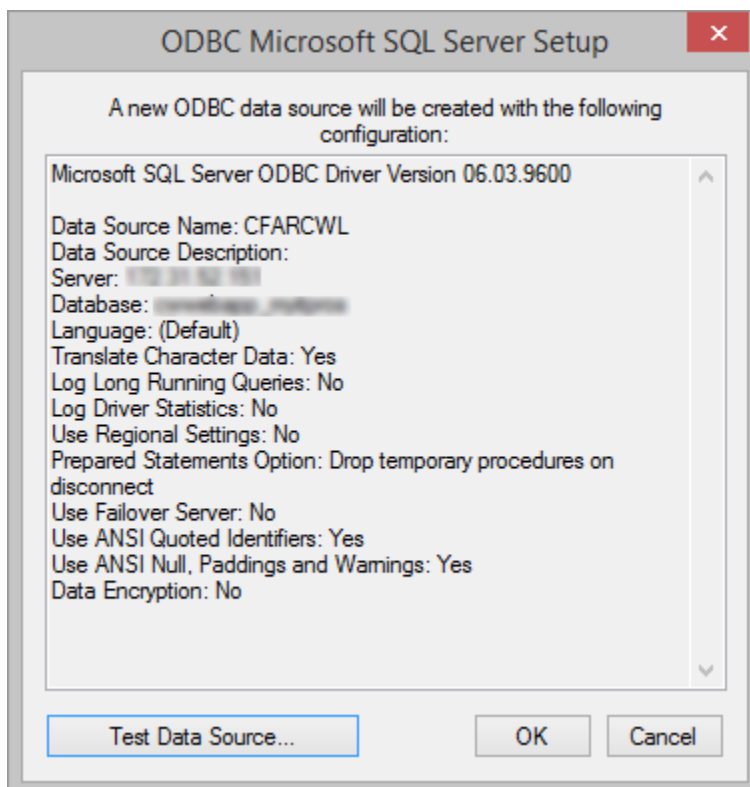 ODBC Microsoft SQL Server Setup
A new ODBC data source will be created with the following
configuration:
Microsoft SQL Server ODBC Driver Version 06.03.9600
Data Source Name: CFARCWL
Data Source Description:
Server:
Database:
Language: (Default)
Translate Character Data: Yes
Log Long Running Queries: No
Log Driver Statistics: No
Use Regional Settings: No
Prepared Statements Option: Drop temporary procedures on
disconnect
Use Failover Server: No
Use ANSI Quoted Identifiers: Yes
Use ANSI Null, Paddings and Warnings: Yes
Data Encryption: No
Test Data Source... OK Cancel